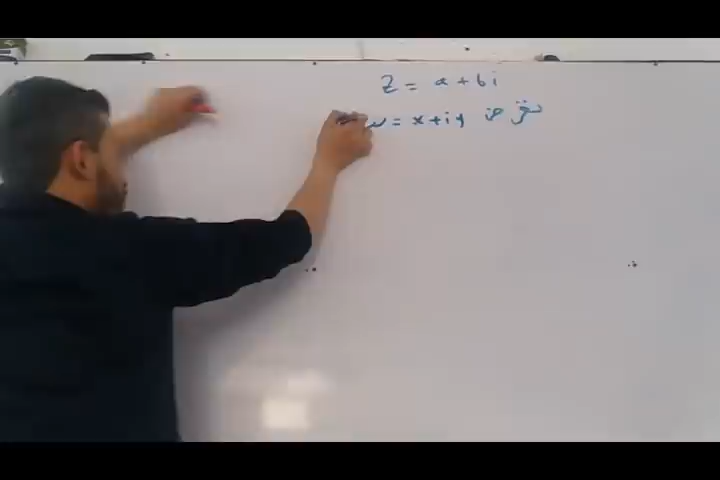 Z = a + bi
نفرض w = x + iy